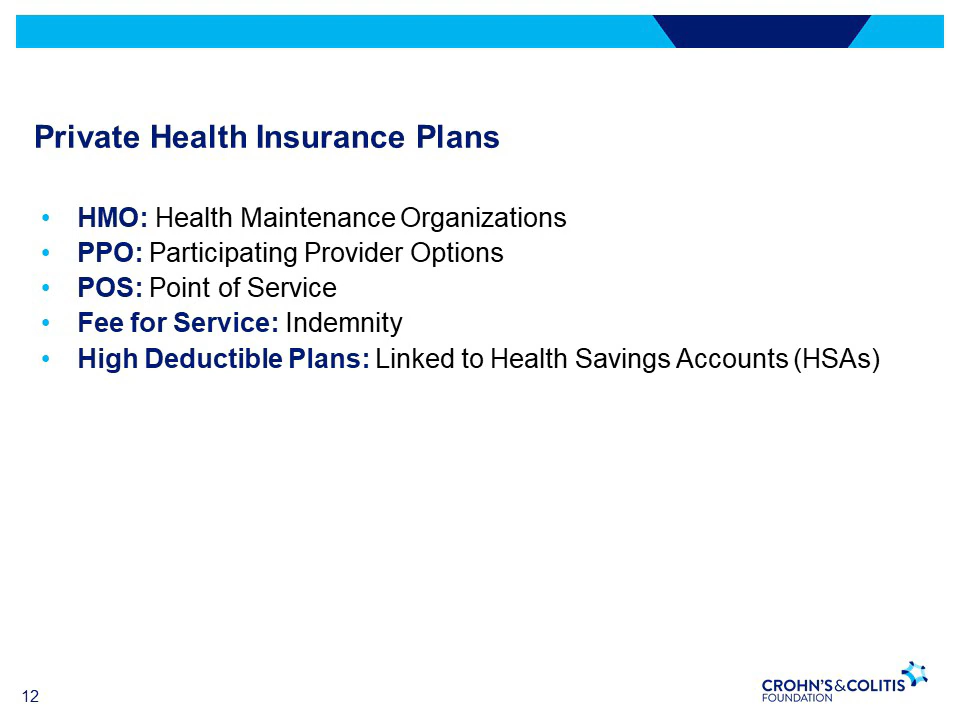 Private Health Insurance Plans
• HMO: Health Maintenance Organizations
• PPO: Participating Provider Options
• POS: Point of Service
• Fee for Service: Indemnity
• High Deductible Plans: Linked to Health Savings Accounts (HSAs)
12
CROHN'S&COLITIS
FOUNDATION